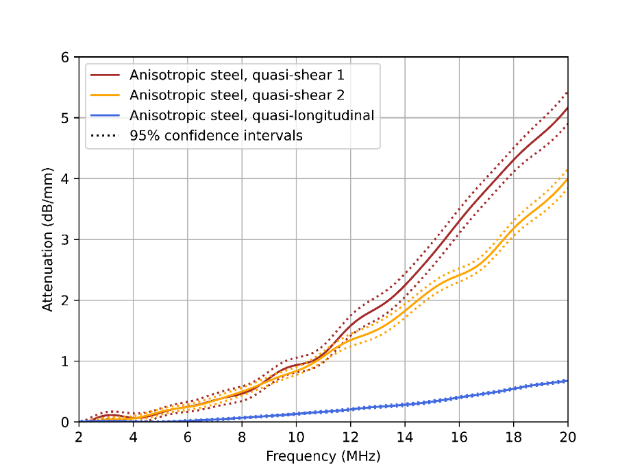 6
5
4
3
2
1
0
Attenuation (dB/mm)
Anisotropic steel, quasi-shear 1
Anisotropic steel, quasi-shear 2
Anisotropic steel, quasi-longitudinal
95% confidence intervals
2 4 6 8 10 12 14 16 18 20
Frequency (MHz)